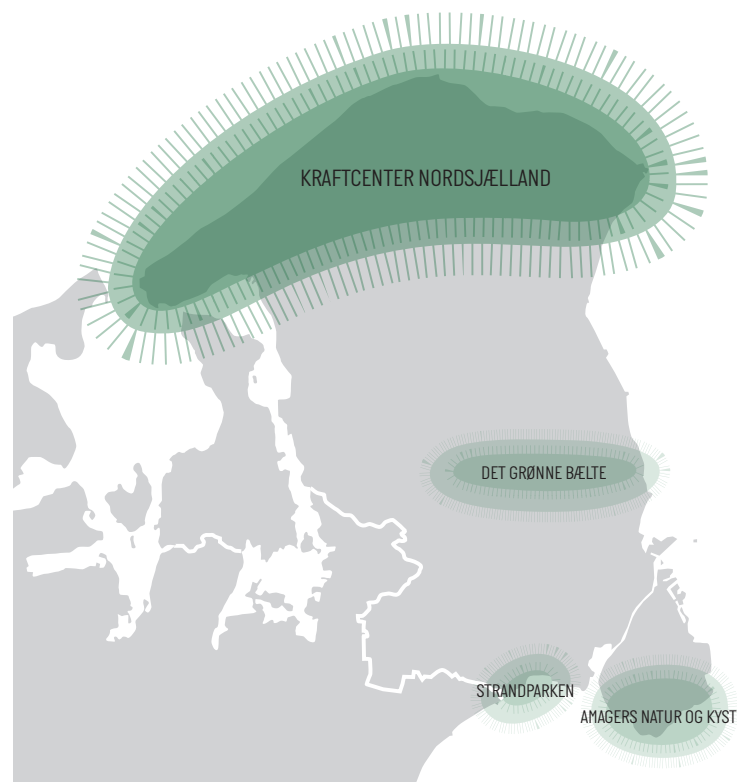 KRAFTCENTER NORDSJÆLLAND
DET GRØNNE BÆLTE
STRANDPARKEN
AMAGERS NATUR OG KYST